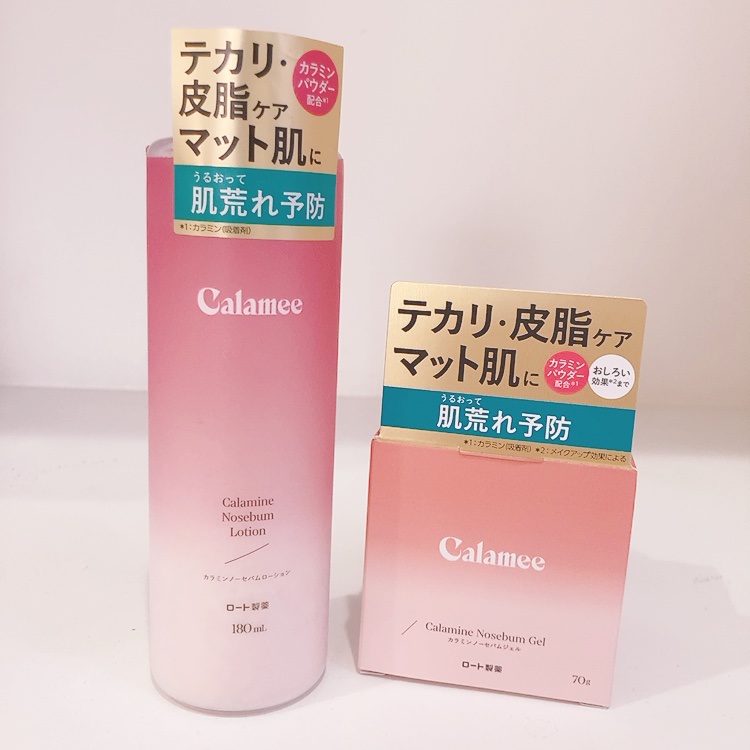 テカリ・
皮脂ケア
マット肌に
カラミン
パウダー
配合※1
うるおって
肌荒れ予防
※1:カラミン(吸着剤)
Calamee
Calamine
Nosebum
Lotion
カラミンノーセバムローション
ロート製薬
180mL
テカリ・皮脂ケア
マット肌に
カラミン
パウダー
配合※1
おしろい
効果※2まで
うるおって
肌荒れ予防
※1:カラミン(吸着剤) ※2:メイクアップ効果による
Calamee
Calamine Nosebum Gel
カラミンノーセバムジェル
ロート製薬
70g